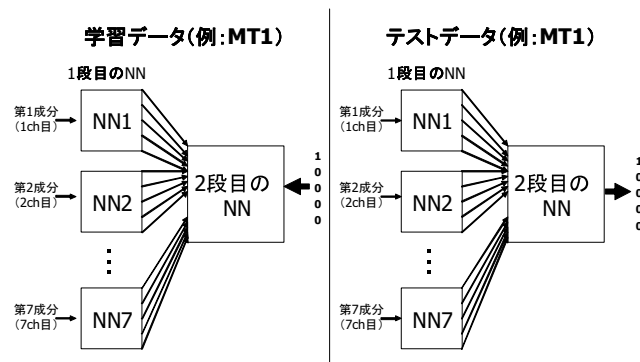 学習データ(例:MT1)
1段目のNN
第1成分
(1ch目)
NN1
第2成分
(2ch目)
NN2
⋮
第7成分
(7ch目)
NN7
2段目の
NN
1
0
0
0
0
テストデータ(例:MT1)
1段目のNN
第1成分
(1ch目)
NN1
第2成分
(2ch目)
NN2
⋮
第7成分
(7ch目)
NN7
2段目の
NN
1
0
0
0
0